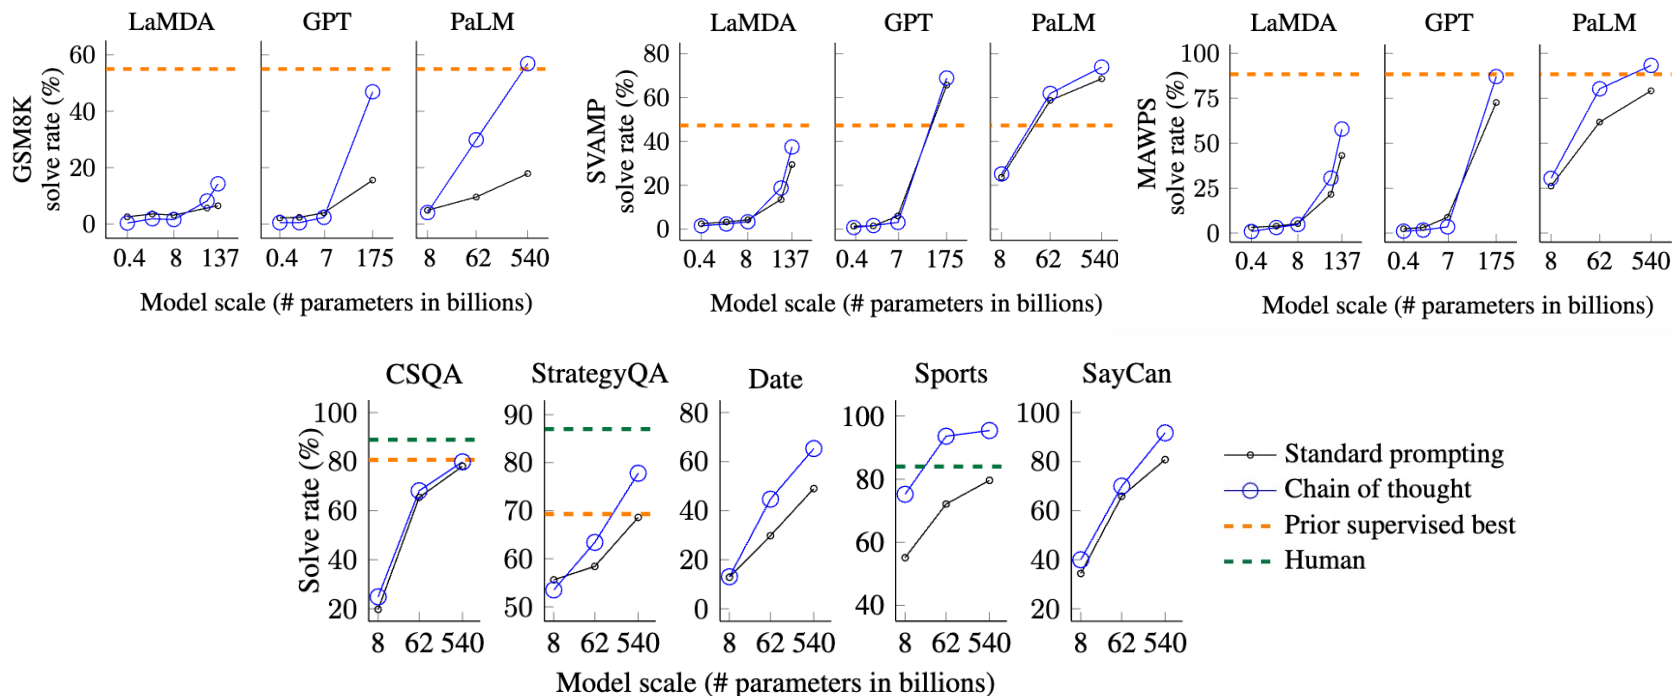 LaMDA GPT PaLM
GSM8K
solve rate (%)
60
40
20
0
0.4 8 137
0.4 7 175
8 62 540
Model scale (# parameters in billions)
LaMDA GPT PaLM
SVAMP
solve rate (%)
80
60
40
20
0
0.4 8 137
0.4 7 175
8 62 540
Model scale (# parameters in billions)
LaMDA GPT PaLM
MAWPS
solve rate (%)
100
75
50
25
0
0.4 8 137
0.4 7 175
8 62 540
Model scale (# parameters in billions)
CSQA
Solve rate (%)
100
80
60
40
20
8 62 540
StrategyQA
90
80
70
60
50
8 62 540
Date
80
60
40
20
0
8 62 540
Sports
100
80
60
40
8 62 540
SayCan
100
80
60
40
20
8 62 540
Model scale (# parameters in billions)
Standard prompting
Chain of thought
Prior supervised best
Human